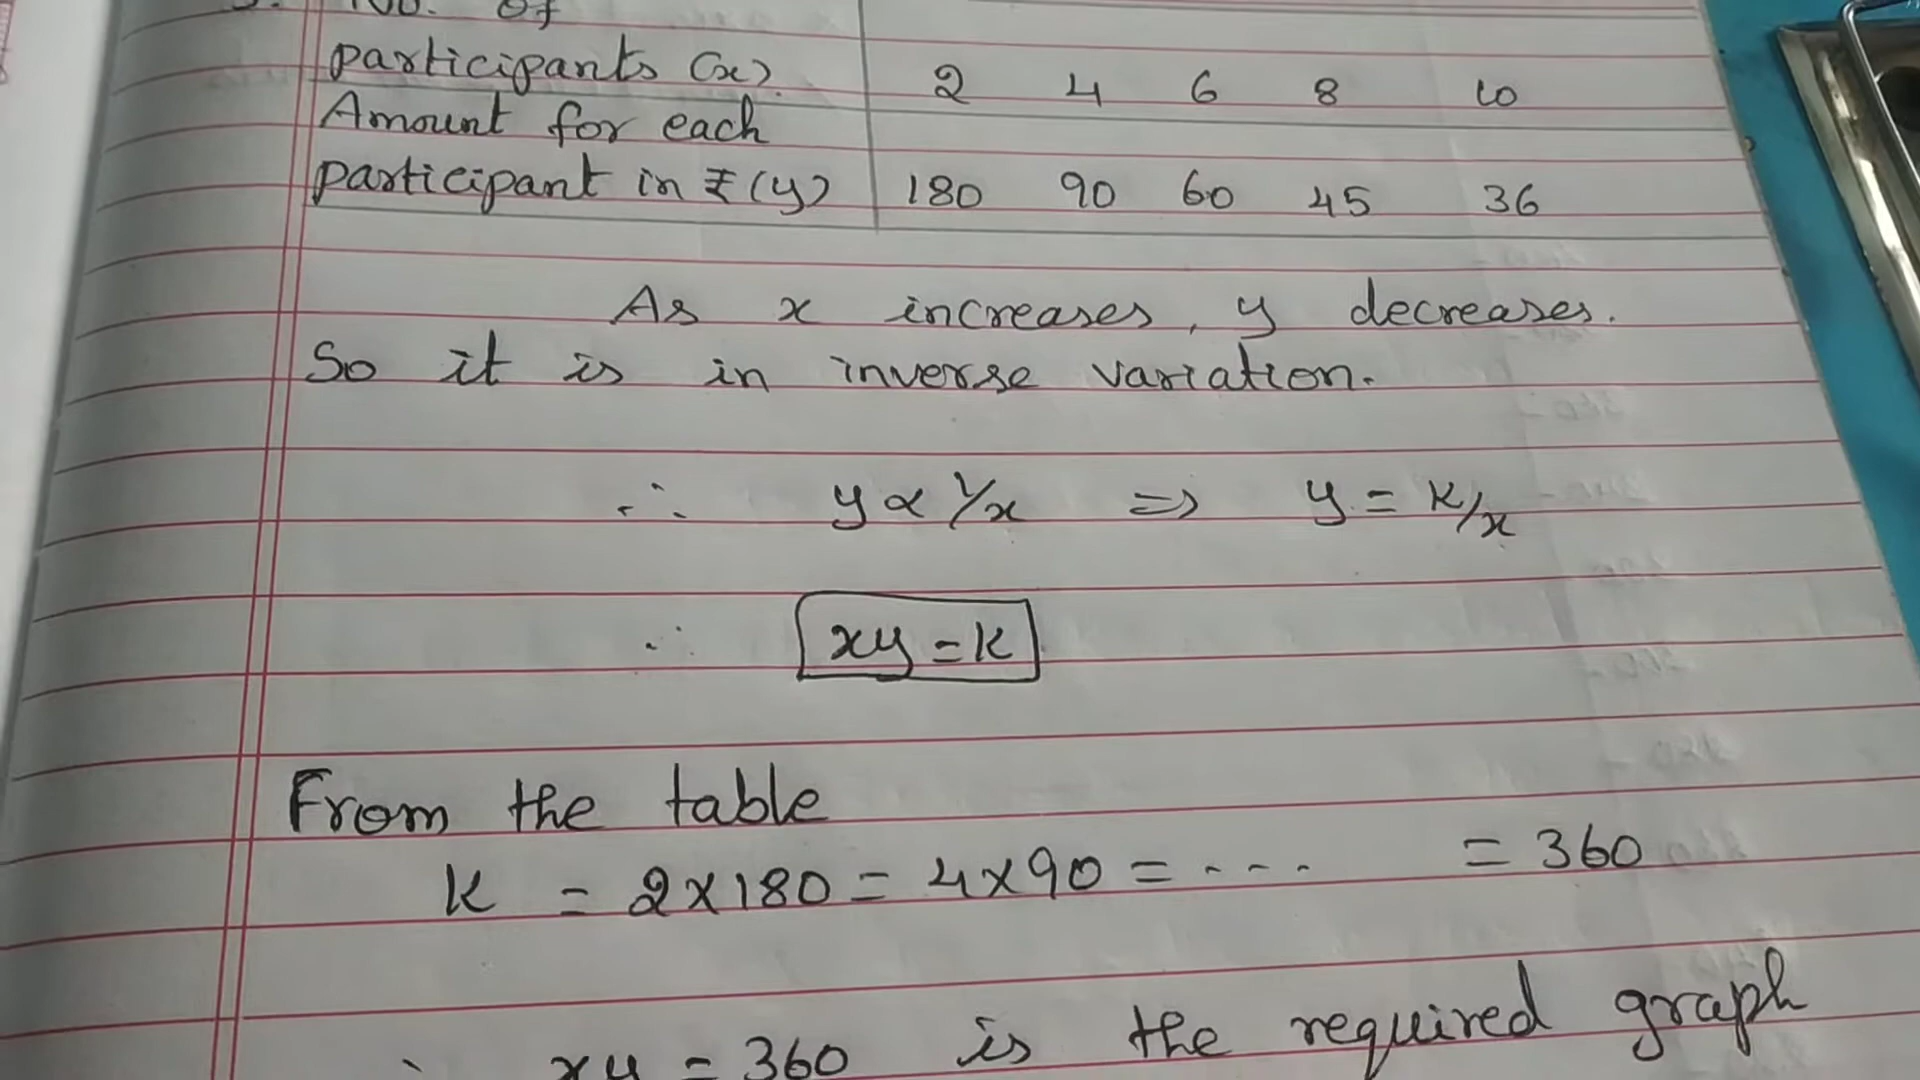 No. of
participants (x). 2 4 6 8 10
Amount for each
participant in ₹ (y) 180 90 60 45 36
As x increases, y decreases.
So it is in inverse variation.
∴ y ∝ 1/x ⇒ y = k/x
∴ xy = k
From the table
k = 2×180 = 4×90 = - - - - = 360
∴ xy = 360 is the required graph